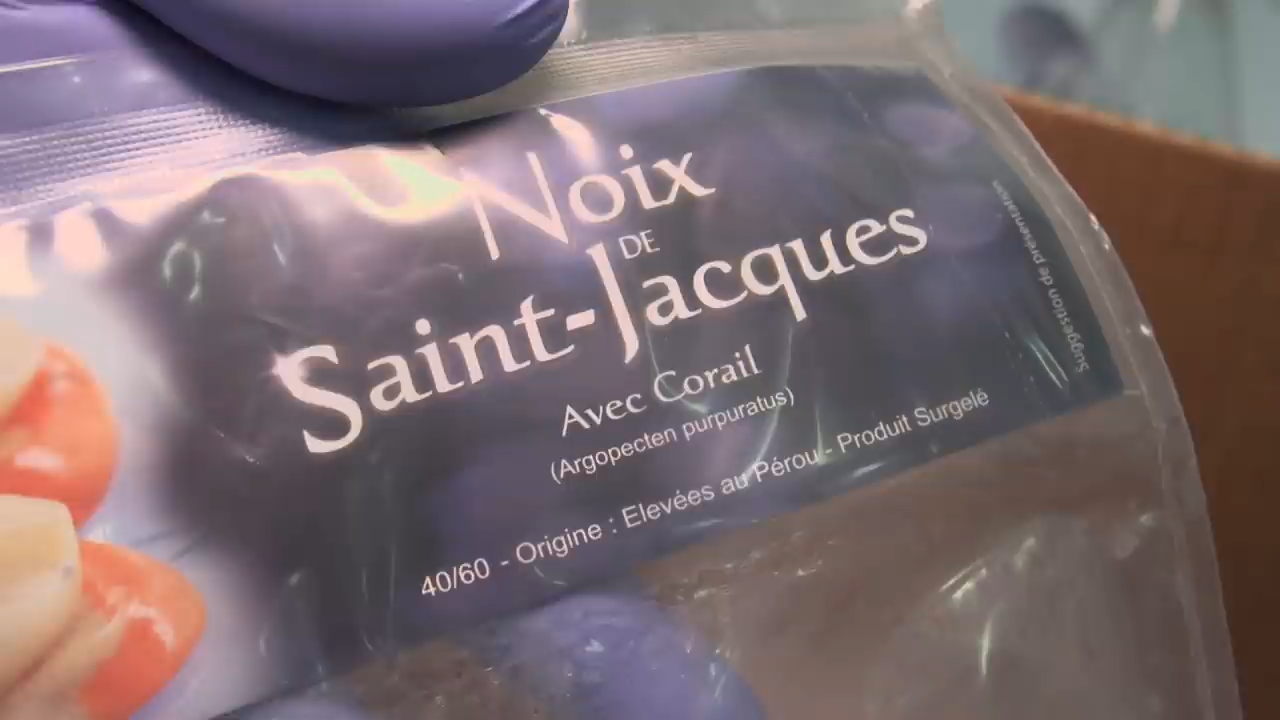 Noix
DE
Saint-Jacques
Avec Corail
(Argopecten purpuratus)
40/60 - Origine : Elevées au Pérou - Produit Surgelé
Suggestion de présentation